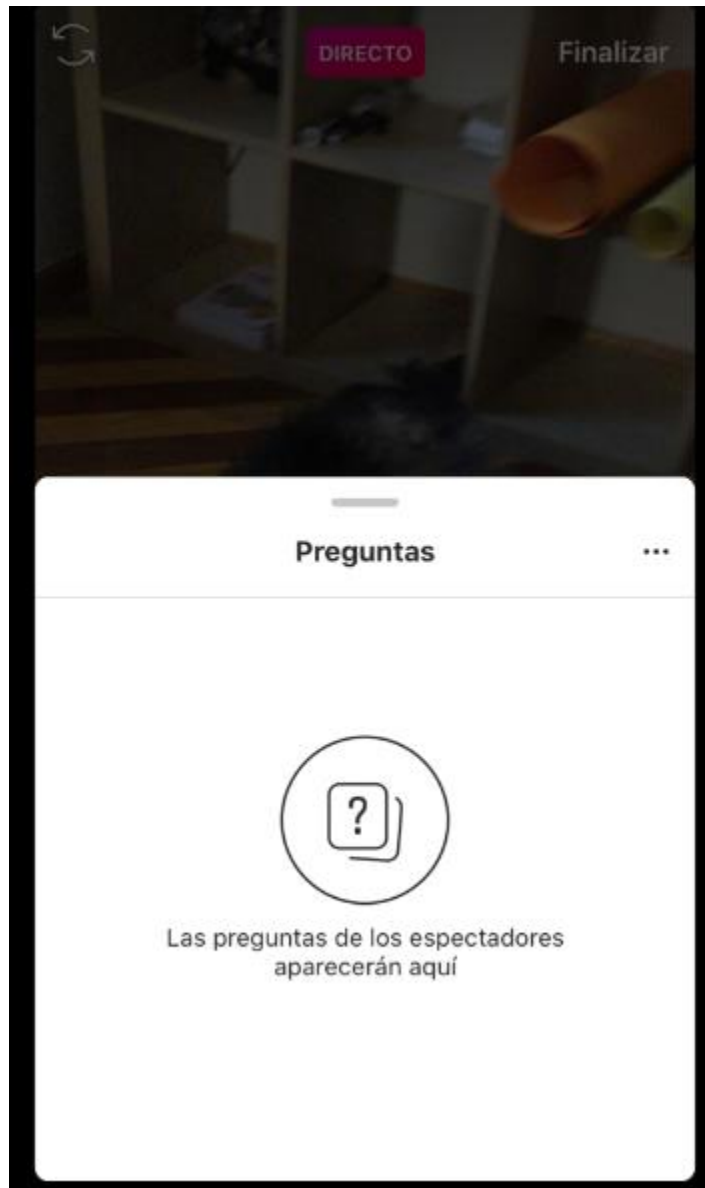 DIRECTO
Finalizar
Preguntas
?
Las preguntas de los espectadores
aparecerán aquí